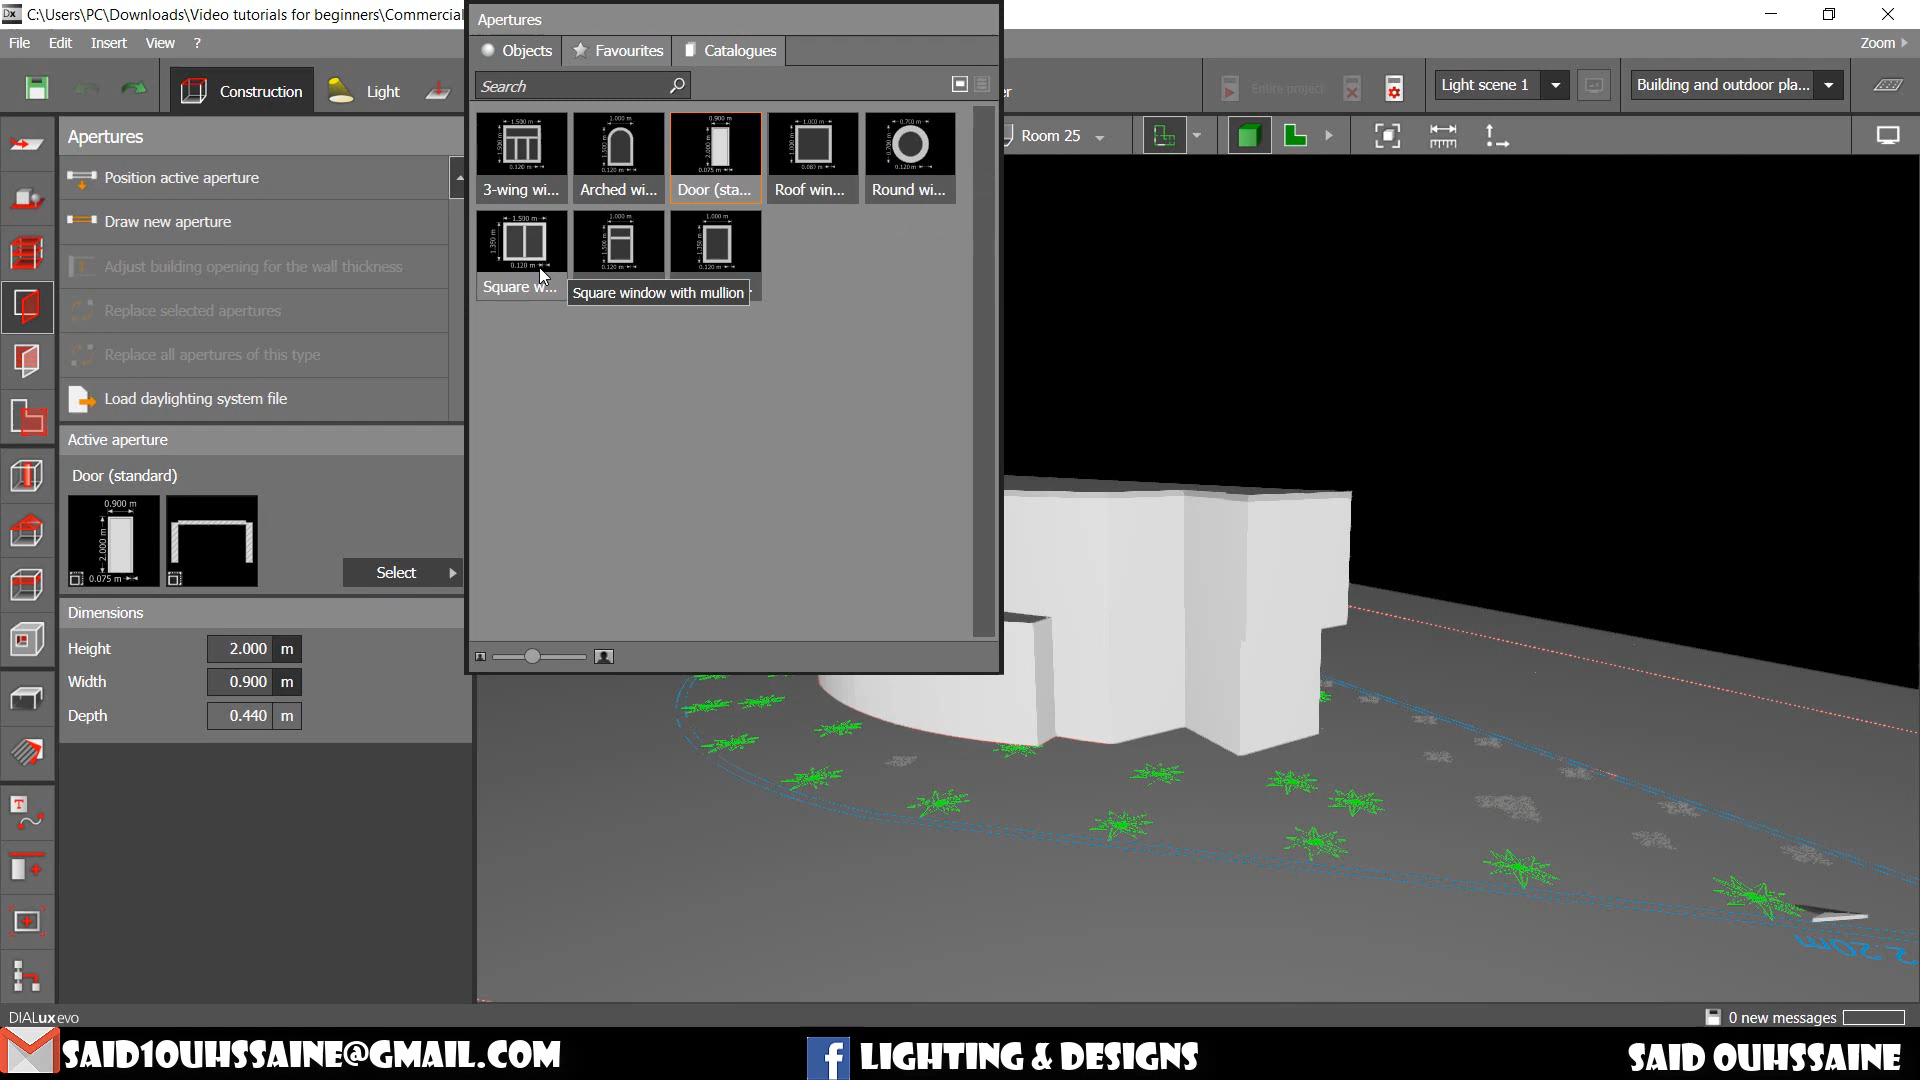 Dx C:\Users\PC\Downloads\Video tutorials for beginners\Commercial
File Edit Insert View ? Zoom
Construction Light Entire project Light scene 1 Building and outdoor pla...
Room 25
Apertures
Objects Favourites Catalogues
Search
3-wing wi... Arched wi... Door (sta... Roof win... Round wi...
Square w...
Square window with mullion
Apertures
Position active aperture
Draw new aperture
Adjust building opening for the wall thickness
Replace selected apertures
Replace all apertures of this type
Load daylighting system file
Active aperture
Door (standard)
0.900 m
2.000 m
0.075 m
Select
Dimensions
Height 2.000 m
Width 0.900 m
Depth 0.440 m
DIALux evo
0 new messages
SAID1OUHSSAINE@GMAIL.COM
f LIGHTING & DESIGNS
SAID OUHSSAINE